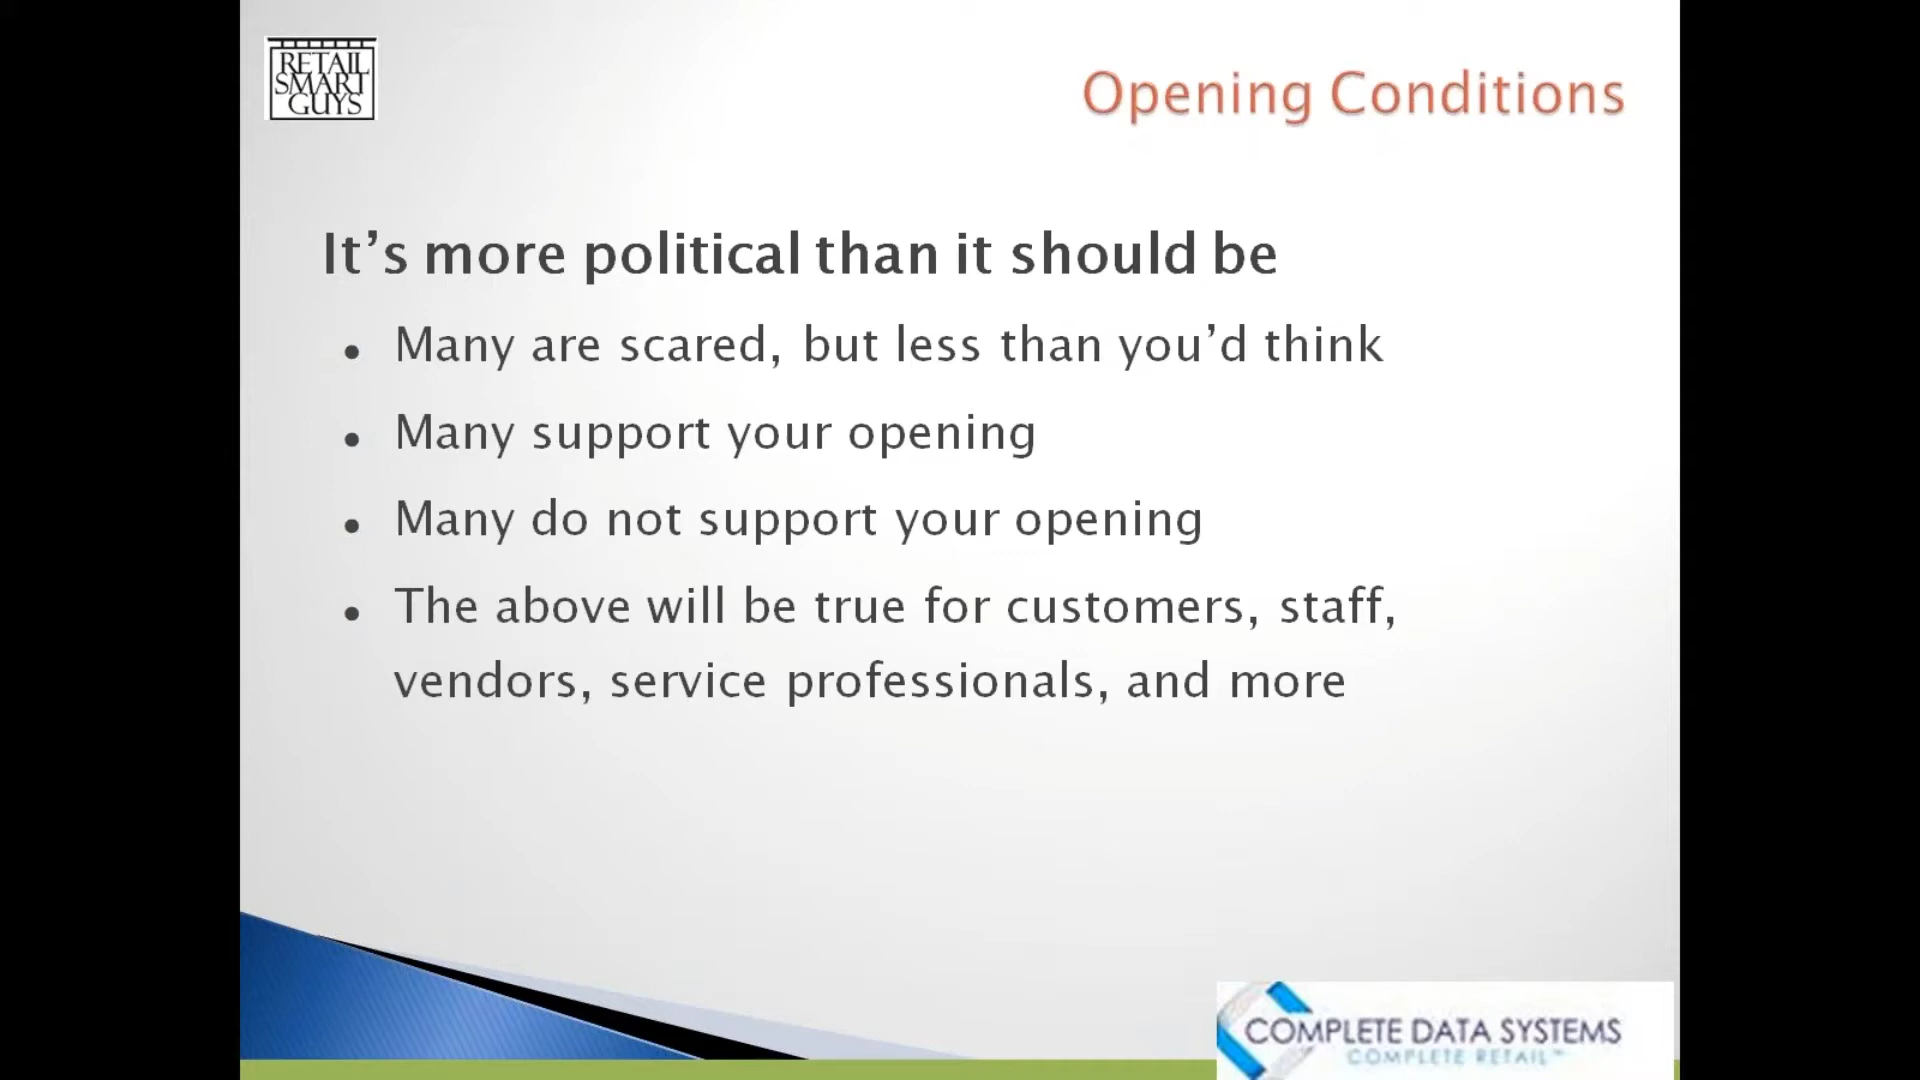 RETAIL
SMART
GUYS
Opening Conditions
It’s more political than it should be
• Many are scared, but less than you’d think
• Many support your opening
• Many do not support your opening
• The above will be true for customers, staff,
vendors, service professionals, and more
COMPLETE DATA SYSTEMS
COMPLETE RETAIL™